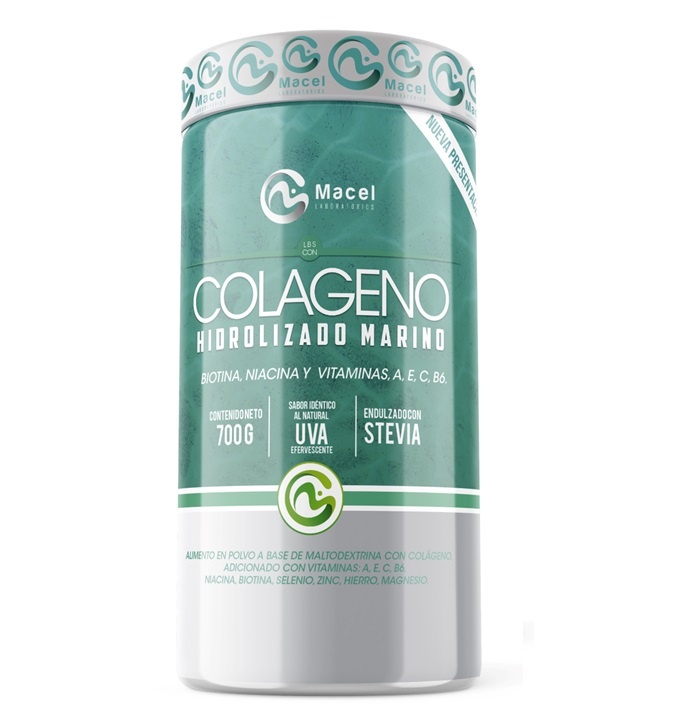 Macel
Macel
LABORATORIOS
Macel
Macel
LABORATORIOS
NUEVA PRESENTAC
LBS
CON
COLAGENO
HIDROLIZADO MARINO
BIOTINA, NIACINA Y VITAMINAS, A, E, C, B6.
CONTENIDO NETO
700G
SABOR IDÉNTICO
AL NATURAL
UVA
EFERVESCENTE
ENDULZADO CON
STEVIA
ALIMENTO EN POLVO A BASE DE MALTODEXTRINA CON COLÁGENO,
ADICIONADO CON VITAMINAS: A, E, C, B6.
NIACINA, BIOTINA, SELENIO, ZINC, HIERRO, MAGNESIO.